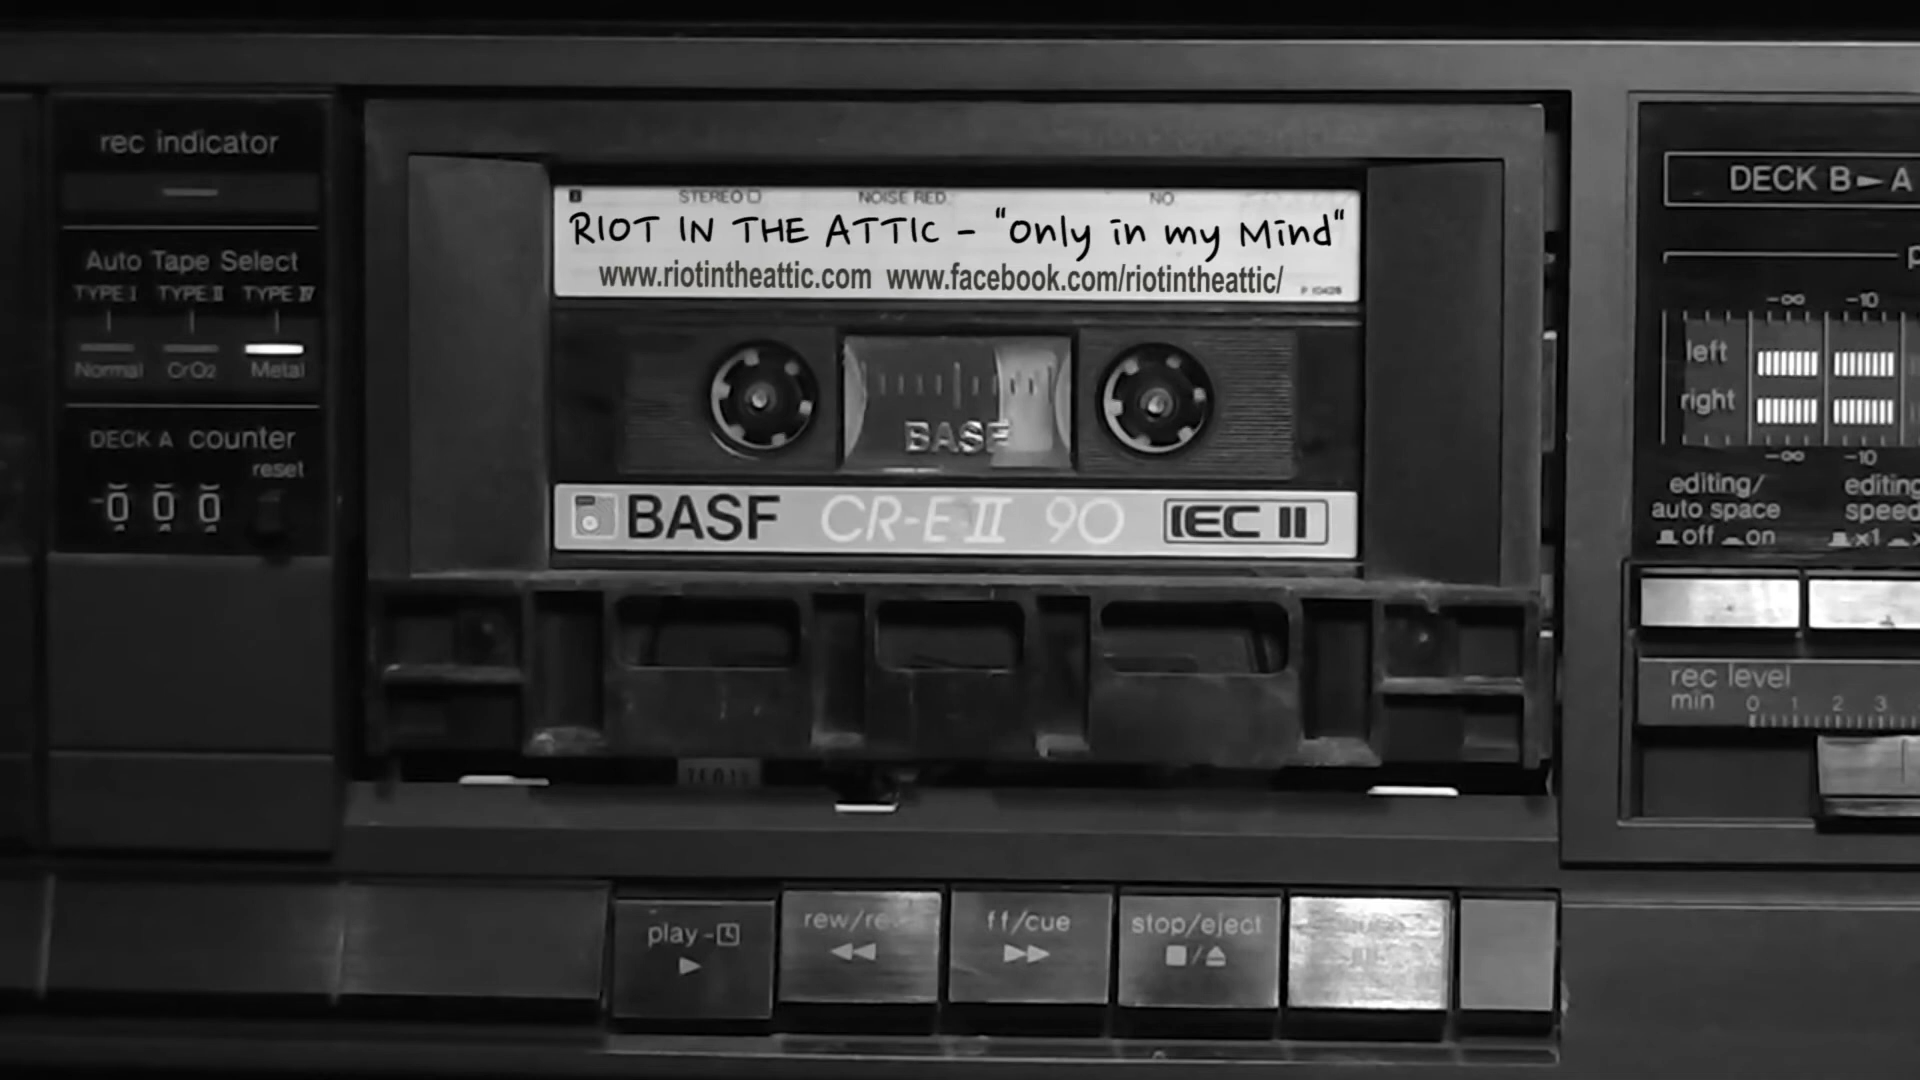 rec indicator
Auto Tape Select
TYPE I TYPE II TYPE IV
Normal CrO2 Metal
DECK A counter
reset
000
STEREO NOISE RED. NO.
RIOT IN THE ATTIC - "Only in my Mind"
www.riotintheattic.com www.facebook.com/riotintheattic/
BASF
BASF CR-E II 90 IEC II
DECK B►A
-∞ -10
left
right
-∞ -10
editing/
auto space
off on
editing
speed
x1
rec level
min 0 1 2 3
play-
rew/re
ff/cue
stop/eject